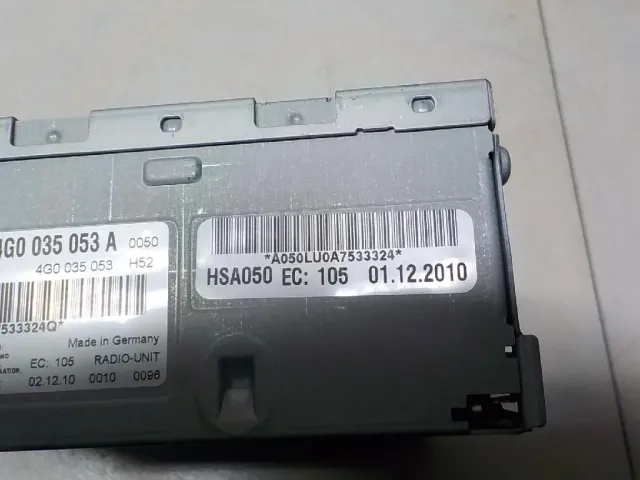 4G0 035 053 A 0050
4G0 035 053 H52
7533324Q*
Made in Germany
EC: 105 RADIO-UNIT
02.12.10 0010 0096
*A050LU0A7533324*
HSA050 EC: 105 01.12.2010